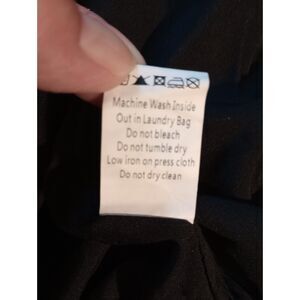 Machine Wash Inside
Out in Laundry Bag
Do not bleach
Do not tumble dry
Low iron on press cloth
Do not dry clean